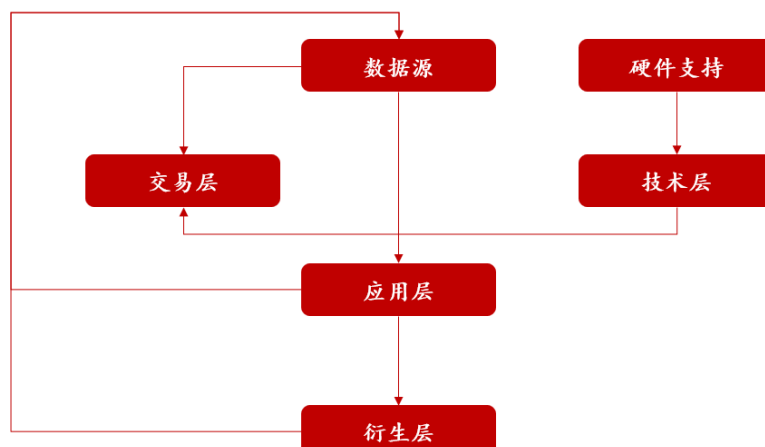 数据源
硬件支持
交易层
技术层
应用层
衍生层